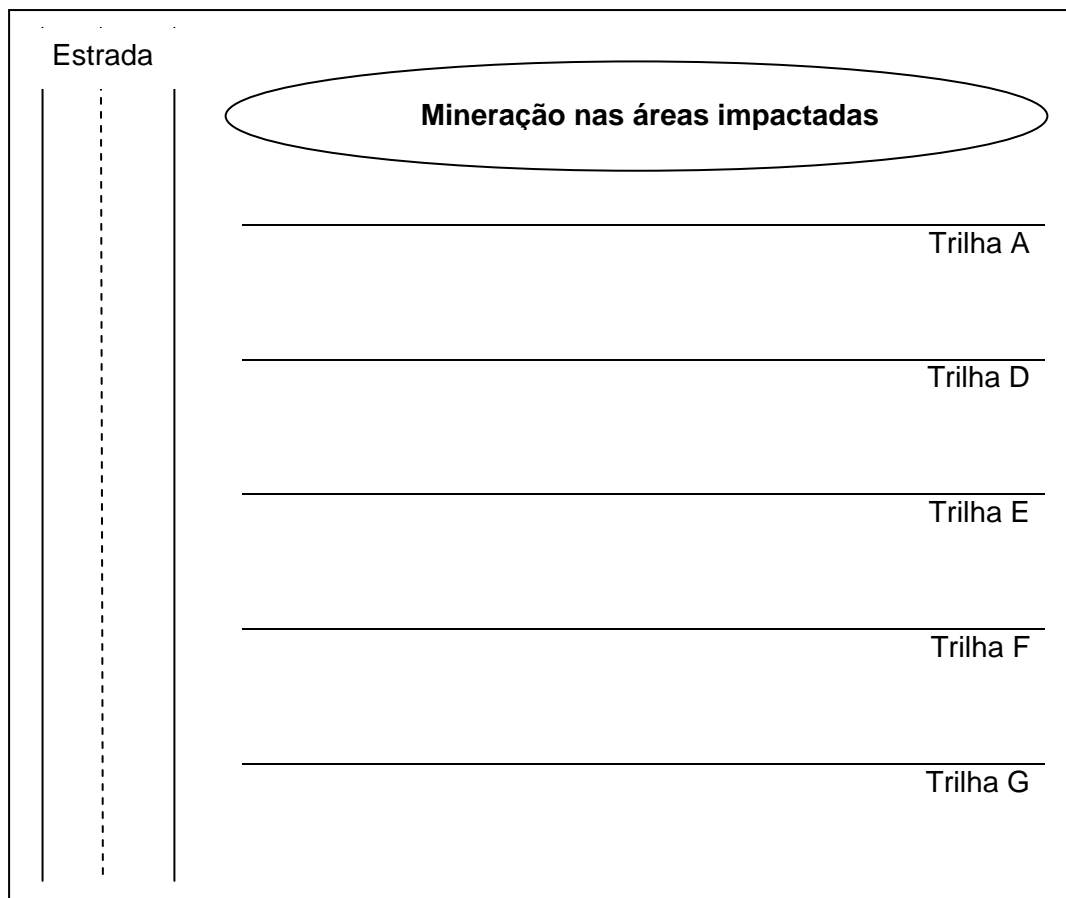 Estrada
Mineração nas áreas impactadas
Trilha A
Trilha D
Trilha E
Trilha F
Trilha G